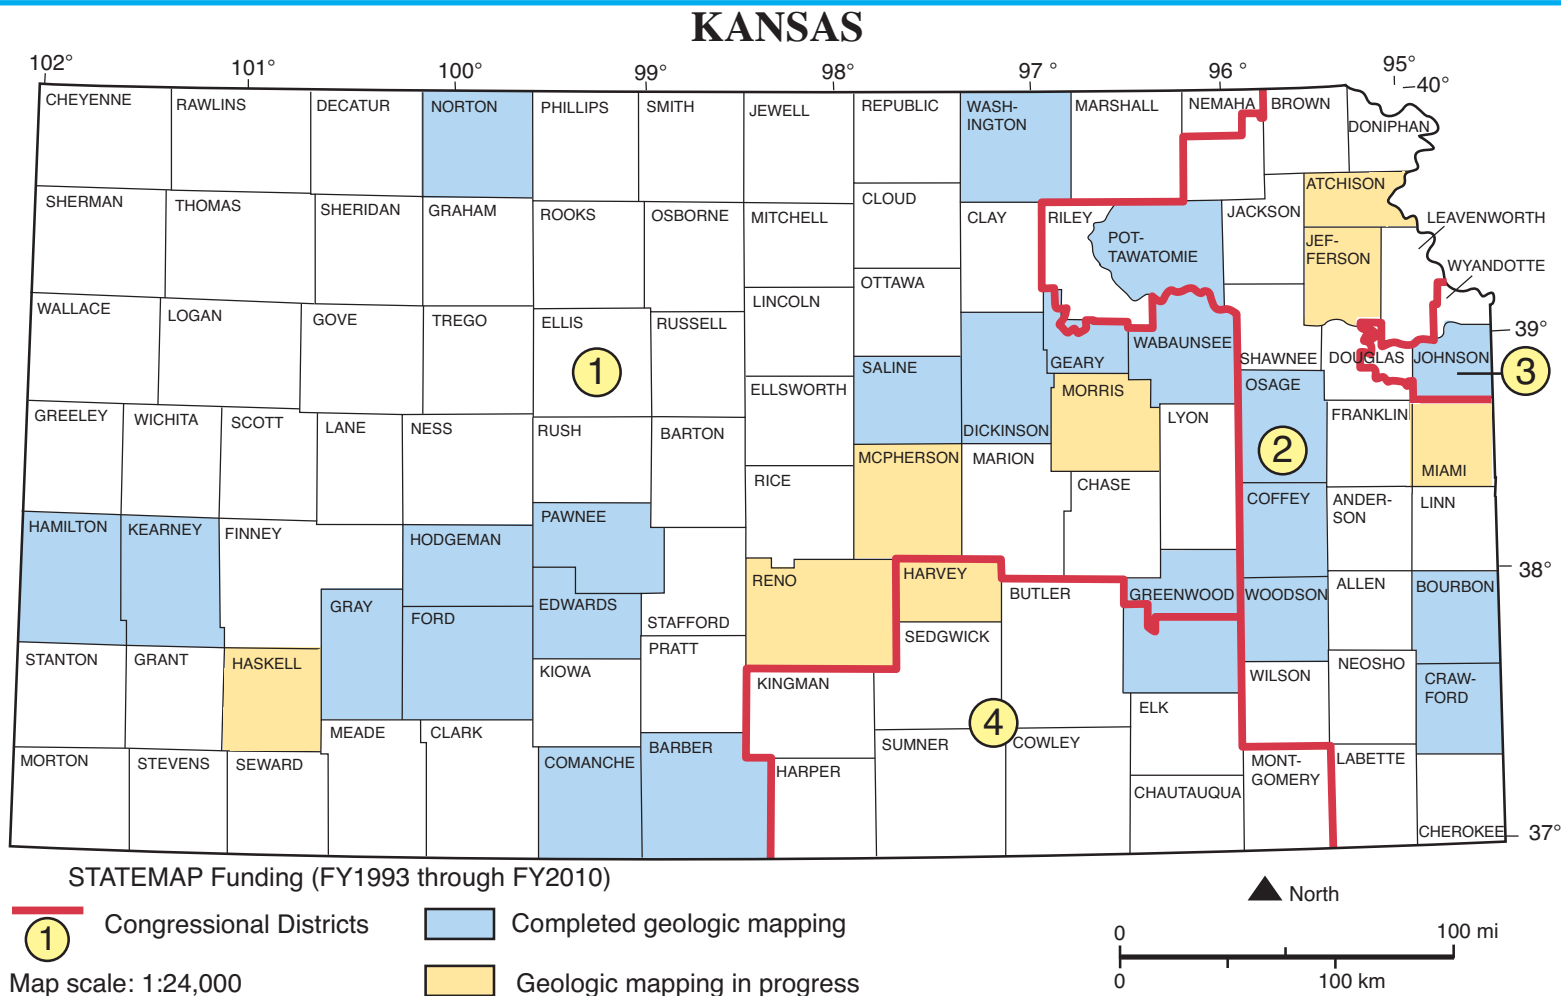 KANSAS
102°
101°
100°
99°
98°
97°
96°
95°
40°
CHEYENNE
RAWLINS
DECATUR
NORTON
PHILLIPS
SMITH
JEWELL
REPUBLIC
WASH-
INGTON
MARSHALL
NEMAHA
BROWN
DONIPHAN
SHERMAN
THOMAS
SHERIDAN
GRAHAM
ROOKS
OSBORNE
MITCHELL
CLOUD
CLAY
RILEY
POT-
TAWATOMIE
JACKSON
ATCHISON
JEF-
FERSON
LEAVENWORTH
WYANDOTTE
WALLACE
LOGAN
GOVE
TREGO
ELLIS
RUSSELL
LINCOLN
OTTAWA
SALINE
DICKINSON
GEARY
WABAUNSEE
SHAWNEE
DOUGLAS
JOHNSON
39°
1
3
GREELEY
WICHITA
SCOTT
LANE
NESS
RUSH
BARTON
ELLSWORTH
RICE
MCPHERSON
MARION
MORRIS
CHASE
LYON
OSAGE
2
FRANKLIN
MIAMI
HAMILTON
KEARNEY
FINNEY
HODGEMAN
PAWNEE
COFFEY
ANDER-
SON
LINN
38°
GRAY
FORD
EDWARDS
STAFFORD
RENO
HARVEY
BUTLER
GREENWOOD
WOODSON
ALLEN
BOURBON
STANTON
GRANT
HASKELL
KIOWA
PRATT
KINGMAN
SEDGWICK
4
ELK
WILSON
NEOSHO
CRAW-
FORD
MORTON
STEVENS
SEWARD
MEADE
CLARK
COMANCHE
BARBER
HARPER
SUMNER
COWLEY
CHAUTAUQUA
MONT-
GOMERY
LABETTE
CHEROKEE
37°
STATEMAP Funding (FY1993 through FY2010)
1
Congressional Districts
Completed geologic mapping
Geologic mapping in progress
Map scale: 1:24,000
North
0
100 mi
0
100 km